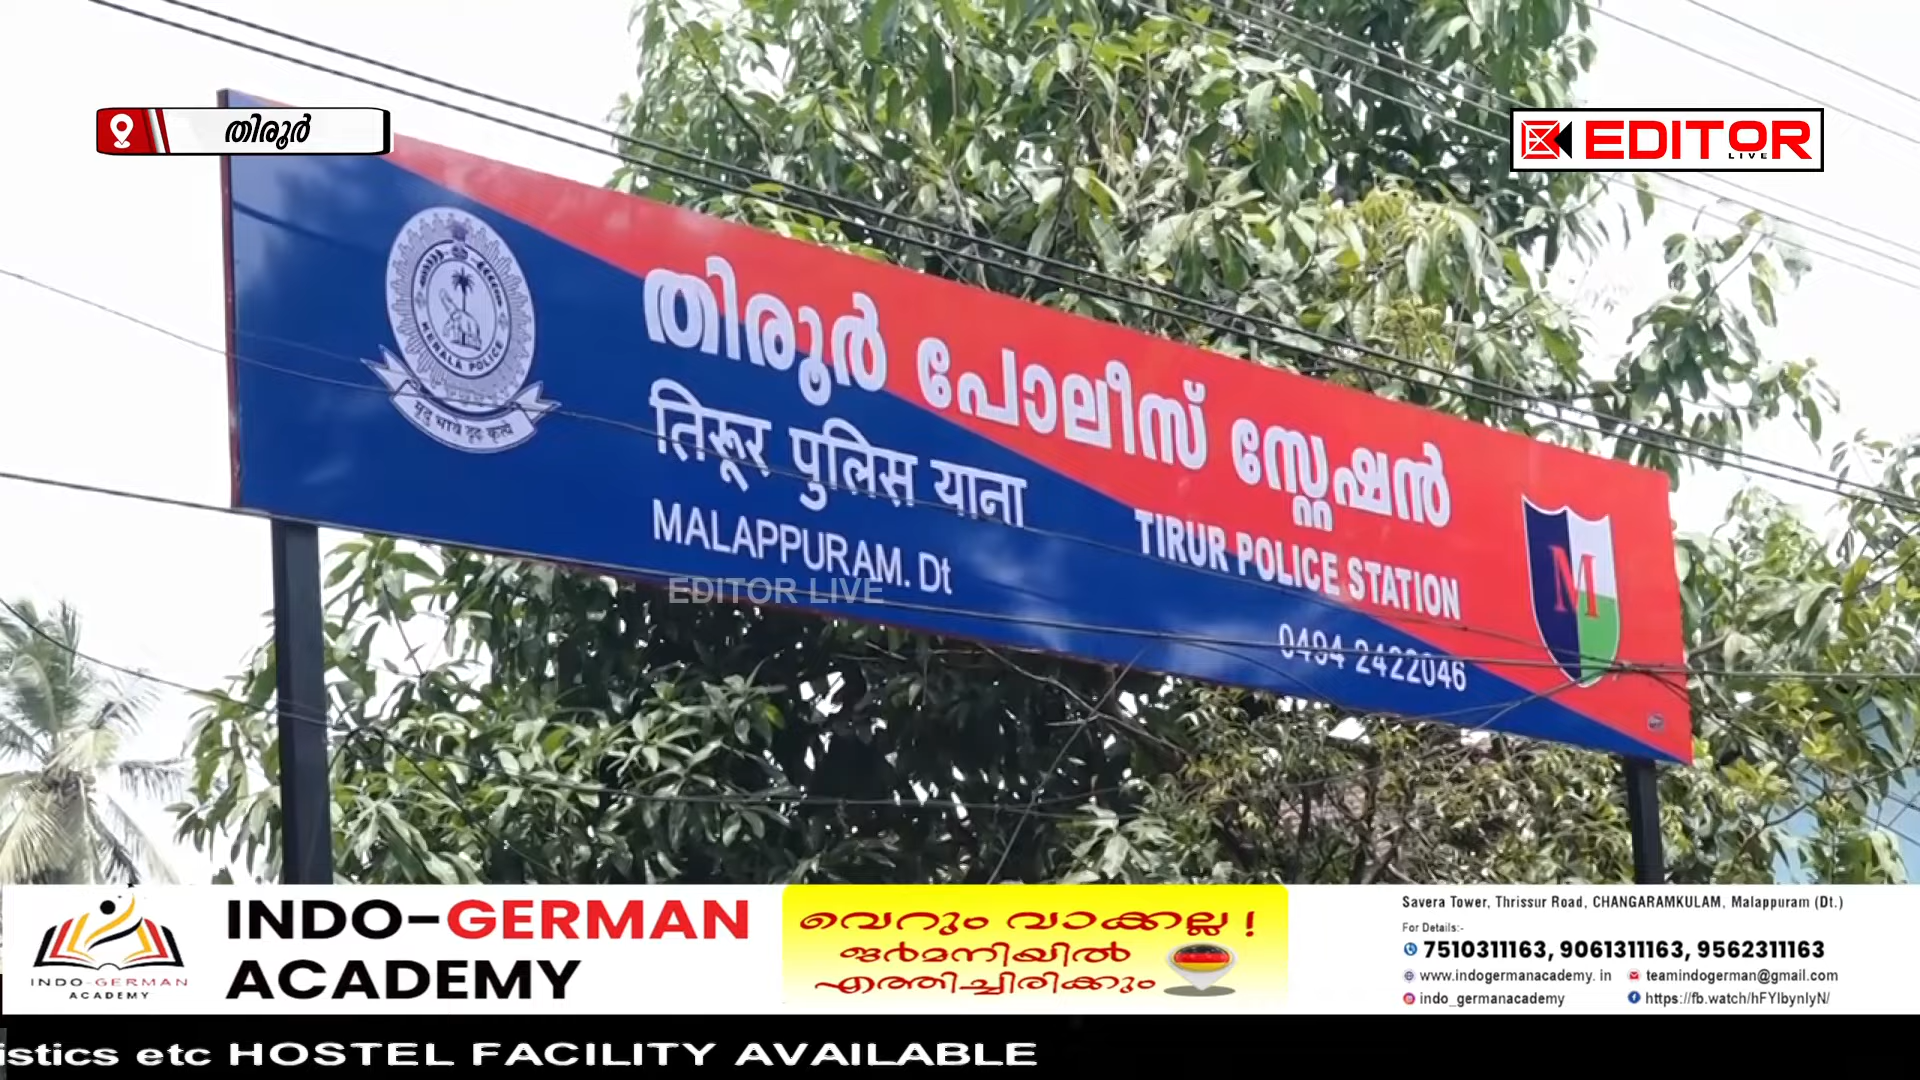 തിരൂർ
EDITOR
LIVE
KERALA POLICE
मृदु भावे दृढ कृत्ये
തിരൂർ പോലീസ് സ്റ്റേഷൻ
तिरूर पुलिस याना
MALAPPURAM. Dt
TIRUR POLICE STATION
0494 2422046
M
EDITOR LIVE
INDO-GERMAN
ACADEMY
INDO-GERMAN
ACADEMY
വെറും വാക്കല്ല !
ജർമനിയിൽ
എത്തിച്ചിരിക്കും
Savera Tower, Thrissur Road, CHANGARAMKULAM, Malappuram (Dt.)
For Details:-
7510311163, 9061311163, 9562311163
www.indogermanacademy. in teamindogerman@gmail.com
indo_germanacademy https://fb.watch/hFYlbynlyN/
istics etc HOSTEL FACILITY AVAILABLE